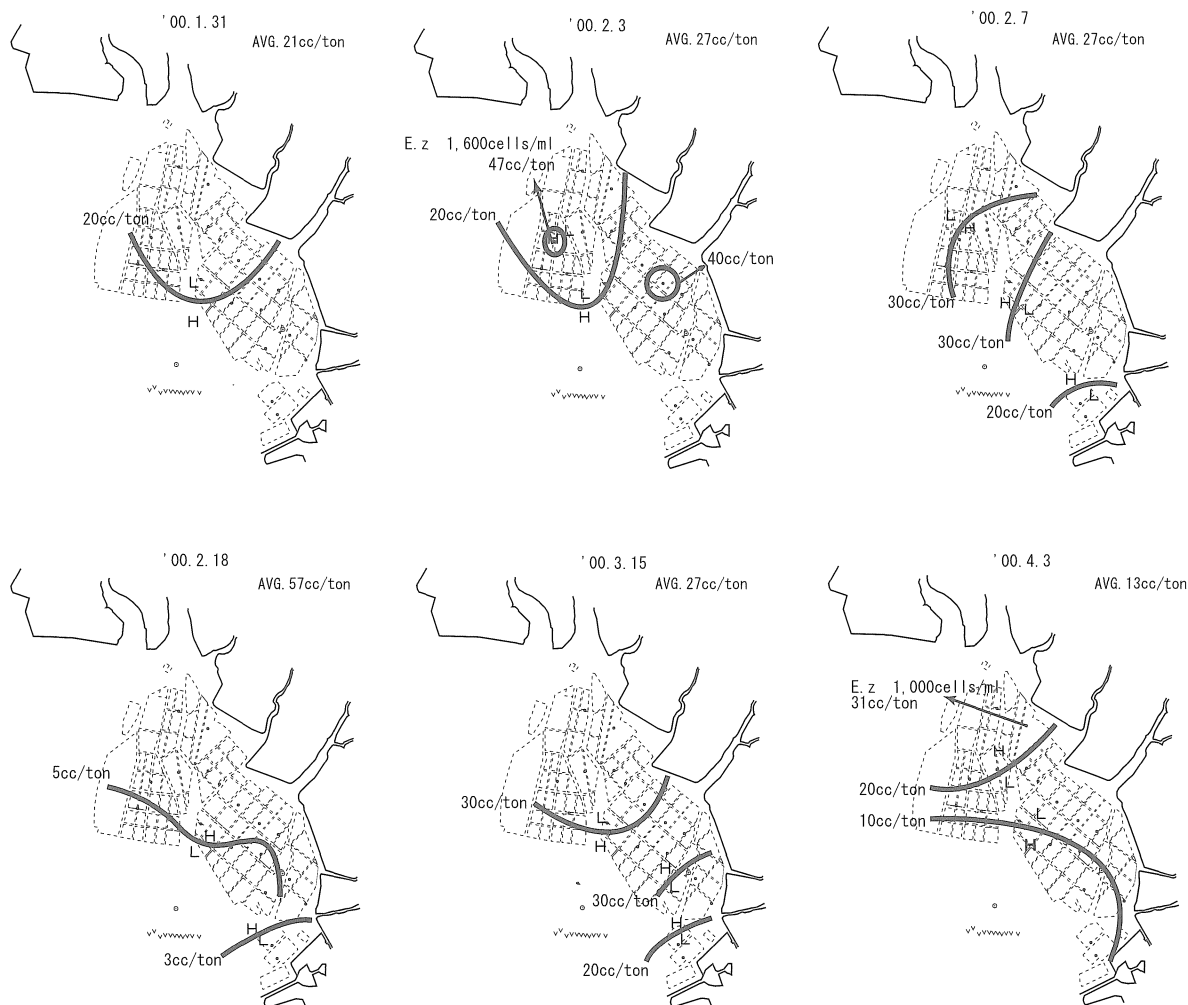 '00.1.31
AVG.21cc/ton
20cc/ton
L
H
'00.2.3
AVG.27cc/ton
E.z 1,600cells/ml
47cc/ton
20cc/ton
H
L
40cc/ton
L
H
'00.2.7
AVG.27cc/ton
L
H
30cc/ton
H
L
30cc/ton
H
L
20cc/ton
'00.2.18
AVG.57cc/ton
5cc/ton
H
L
H
L
3cc/ton
'00.3.15
AVG.27cc/ton
30cc/ton
L
H
H
L
30cc/ton
H
L
20cc/ton
'00.4.3
AVG.13cc/ton
E.z 1,000cells/ml
31cc/ton
H
L
20cc/ton
10cc/ton
L
H